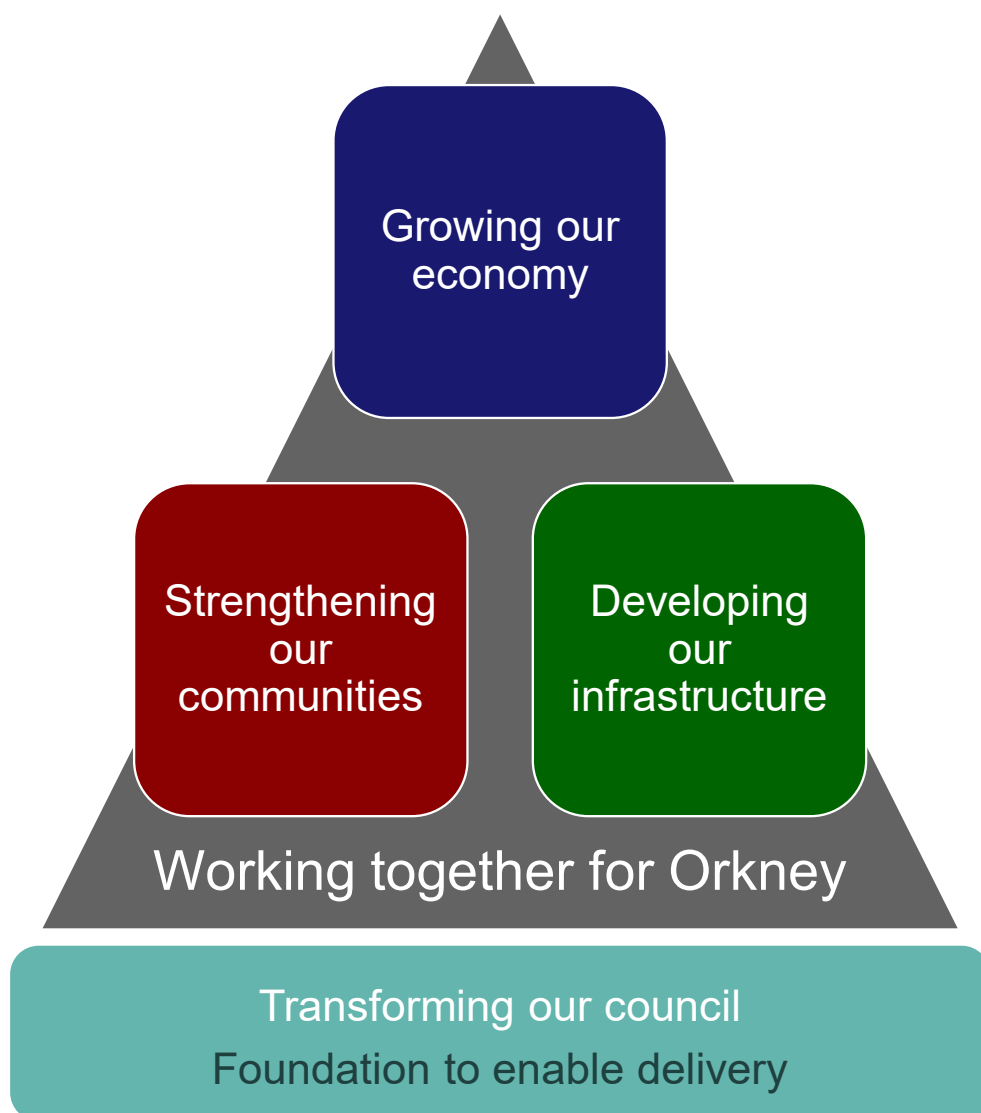 Growing our
economy
Strengthening
our
communities
Developing
our
infrastructure
Working together for Orkney
Transforming our council
Foundation to enable delivery